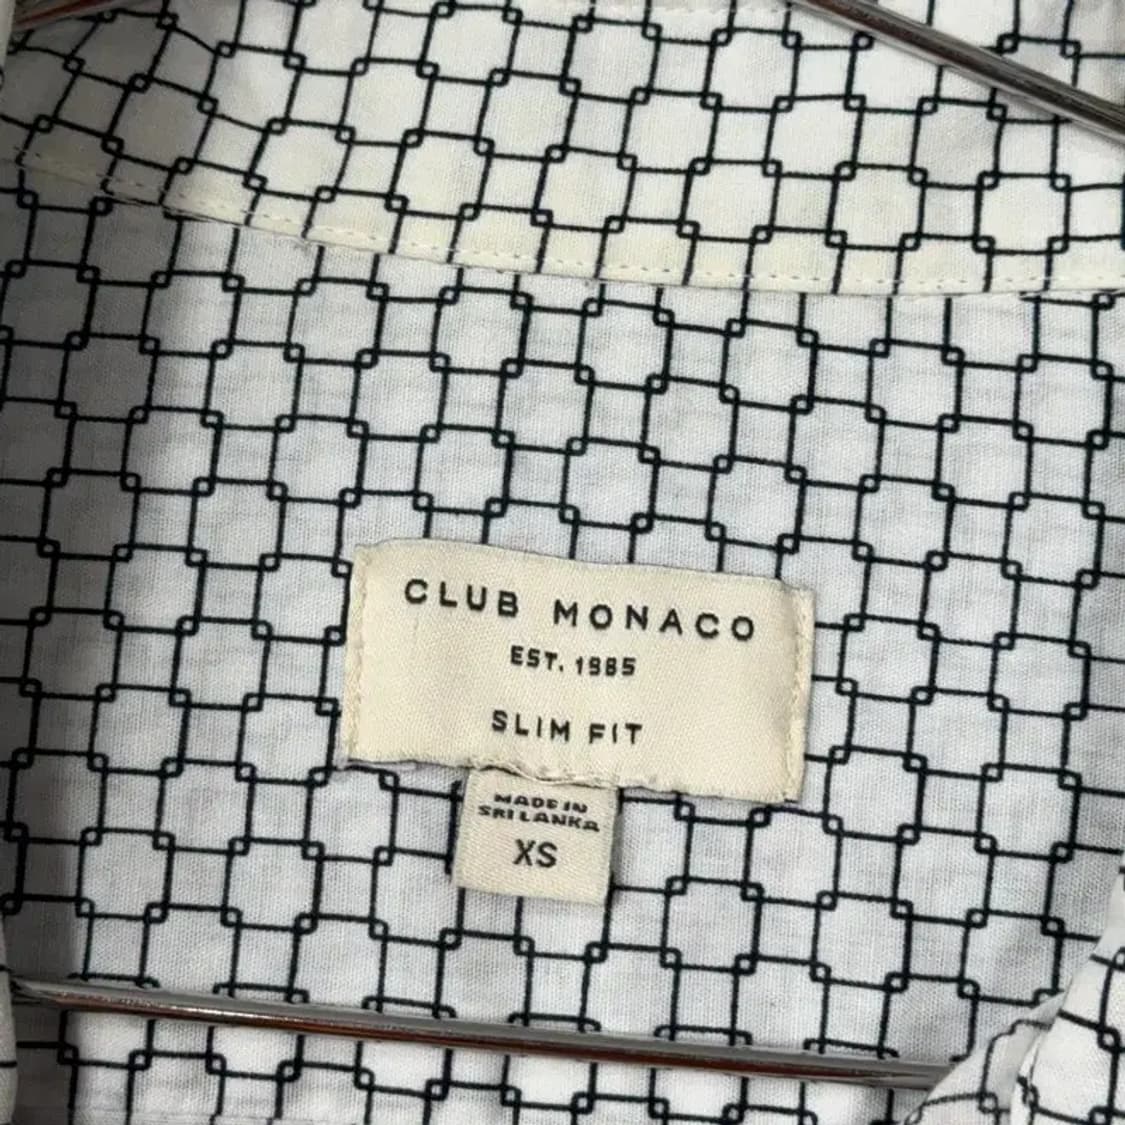 CLUB MONACO
EST. 1985
SLIM FIT
MADE IN
SRI LANKA
XS